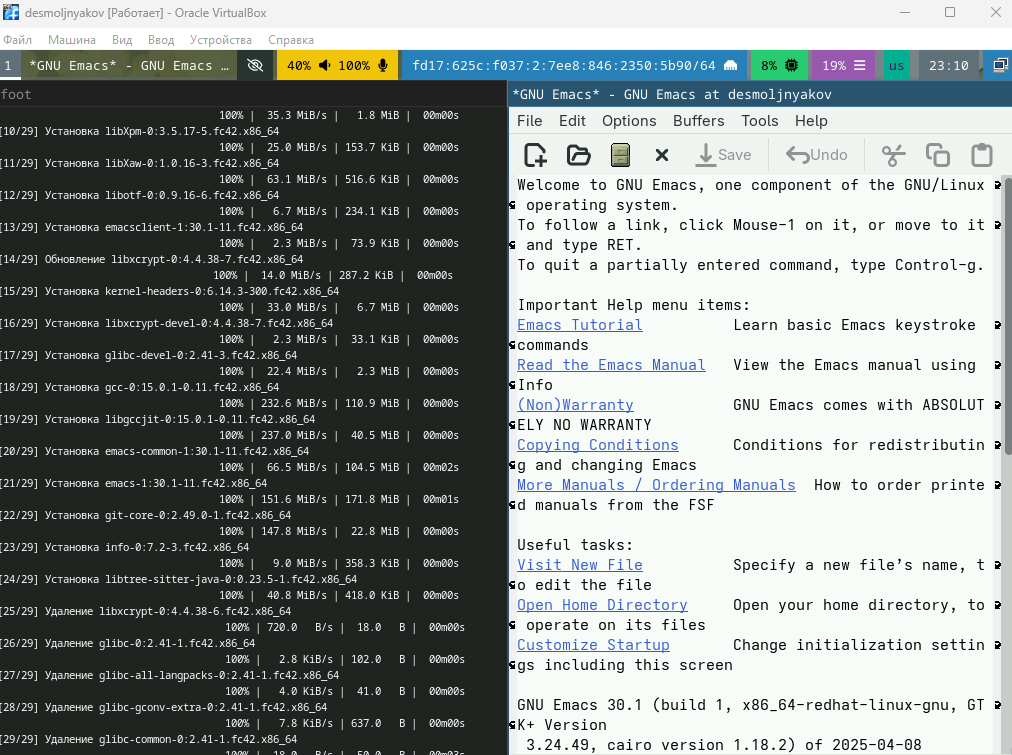 desmoljnyakov [Работает] - Oracle VirtualBox
Файл Машина Вид Ввод Устройства Справка
1 *GNU Emacs* - GNU Emacs … 40% 100% fd17:625c:f037:2:7ee8:846:2350:5b90/64 8% 19% us 23:10
foot
100% | 35.3 MiB/s | 1.8 MiB | 00m00s
[10/29] Установка libXpm-0:3.5.17-5.fc42.x86_64
100% | 25.0 MiB/s | 153.7 KiB | 00m00s
[11/29] Установка libXaw-0:1.0.16-3.fc42.x86_64
100% | 63.1 MiB/s | 516.6 KiB | 00m00s
[12/29] Установка libotf-0:0.9.16-6.fc42.x86_64
100% | 6.7 MiB/s | 234.1 KiB | 00m00s
[13/29] Установка emacsclient-1:30.1-11.fc42.x86_64
100% | 2.3 MiB/s | 73.9 KiB | 00m00s
[14/29] Обновление libxcrypt-0:4.4.38-7.fc42.x86_64
100% | 14.0 MiB/s | 287.2 KiB | 00m00s
[15/29] Установка kernel-headers-0:6.14.3-300.fc42.x86_64
100% | 33.0 MiB/s | 6.7 MiB | 00m00s
[16/29] Установка libxcrypt-devel-0:4.4.38-7.fc42.x86_64
100% | 2.3 MiB/s | 33.1 KiB | 00m00s
[17/29] Установка glibc-devel-0:2.41-3.fc42.x86_64
100% | 22.4 MiB/s | 2.3 MiB | 00m00s
[18/29] Установка gcc-0:15.0.1-0.11.fc42.x86_64
100% | 232.6 MiB/s | 110.9 MiB | 00m00s
[19/29] Установка libgccjit-0:15.0.1-0.11.fc42.x86_64
100% | 237.0 MiB/s | 40.5 MiB | 00m00s
[20/29] Установка emacs-common-1:30.1-11.fc42.x86_64
100% | 66.5 MiB/s | 104.5 MiB | 00m02s
[21/29] Установка emacs-1:30.1-11.fc42.x86_64
100% | 151.6 MiB/s | 171.8 MiB | 00m01s
[22/29] Установка git-core-0:2.49.0-1.fc42.x86_64
100% | 147.8 MiB/s | 22.8 MiB | 00m00s
[23/29] Установка info-0:7.2-3.fc42.x86_64
100% | 9.0 MiB/s | 358.3 KiB | 00m00s
[24/29] Установка libtree-sitter-java-0:0.23.5-1.fc42.x86_64
100% | 40.8 MiB/s | 418.0 KiB | 00m00s
[25/29] Удаление libxcrypt-0:4.4.38-6.fc42.x86_64
100% | 720.0 B/s | 18.0 B | 00m00s
[26/29] Удаление glibc-0:2.41-1.fc42.x86_64
100% | 2.8 KiB/s | 102.0 B | 00m00s
[27/29] Удаление glibc-all-langpacks-0:2.41-1.fc42.x86_64
100% | 4.0 KiB/s | 41.0 B | 00m00s
[28/29] Удаление glibc-gconv-extra-0:2.41-1.fc42.x86_64
100% | 7.8 KiB/s | 637.0 B | 00m00s
[29/29] Удаление glibc-common-0:2.41-1.fc42.x86_64
*GNU Emacs* - GNU Emacs at desmoljnyakov
File Edit Options Buffers Tools Help
Save Undo
Welcome to GNU Emacs, one component of the GNU/Linux
operating system.
To follow a link, click Mouse-1 on it, or move to it
and type RET.
To quit a partially entered command, type Control-g.
Important Help menu items:
Emacs Tutorial Learn basic Emacs keystroke
commands
Read the Emacs Manual View the Emacs manual using
Info
(Non)Warranty GNU Emacs comes with ABSOLUT
ELY NO WARRANTY
Copying Conditions Conditions for redistributin
g and changing Emacs
More Manuals / Ordering Manuals How to order printe
d manuals from the FSF
Useful tasks:
Visit New File Specify a new file’s name, t
o edit the file
Open Home Directory Open your home directory, to
operate on its files
Customize Startup Change initialization settin
gs including this screen
GNU Emacs 30.1 (build 1, x86_64-redhat-linux-gnu, GT
K+ Version
3.24.49, cairo version 1.18.2) of 2025-04-08